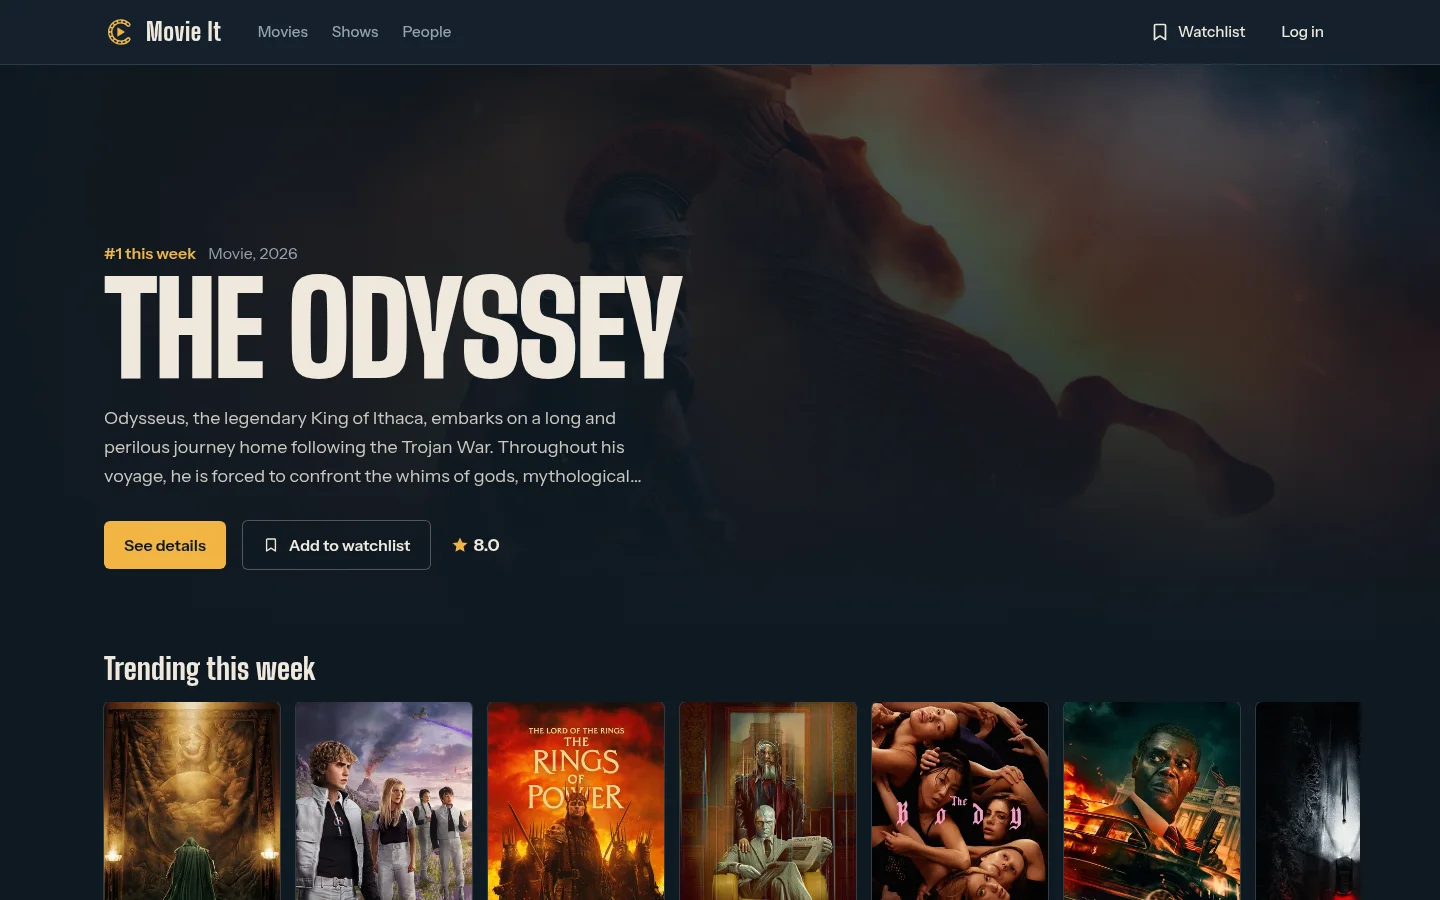 Movie It
Movies
Shows
People
Watchlist
Log in
#1 this week Movie, 2026
THE ODYSSEY
Odysseus, the legendary King of Ithaca, embarks on a long and
perilous journey home following the Trojan War. Throughout his
voyage, he is forced to confront the whims of gods, mythological...
See details
Add to watchlist
8.0
Trending this week
THE LORD OF THE RINGS
THE
RINGS
OF
POWER
The
Body